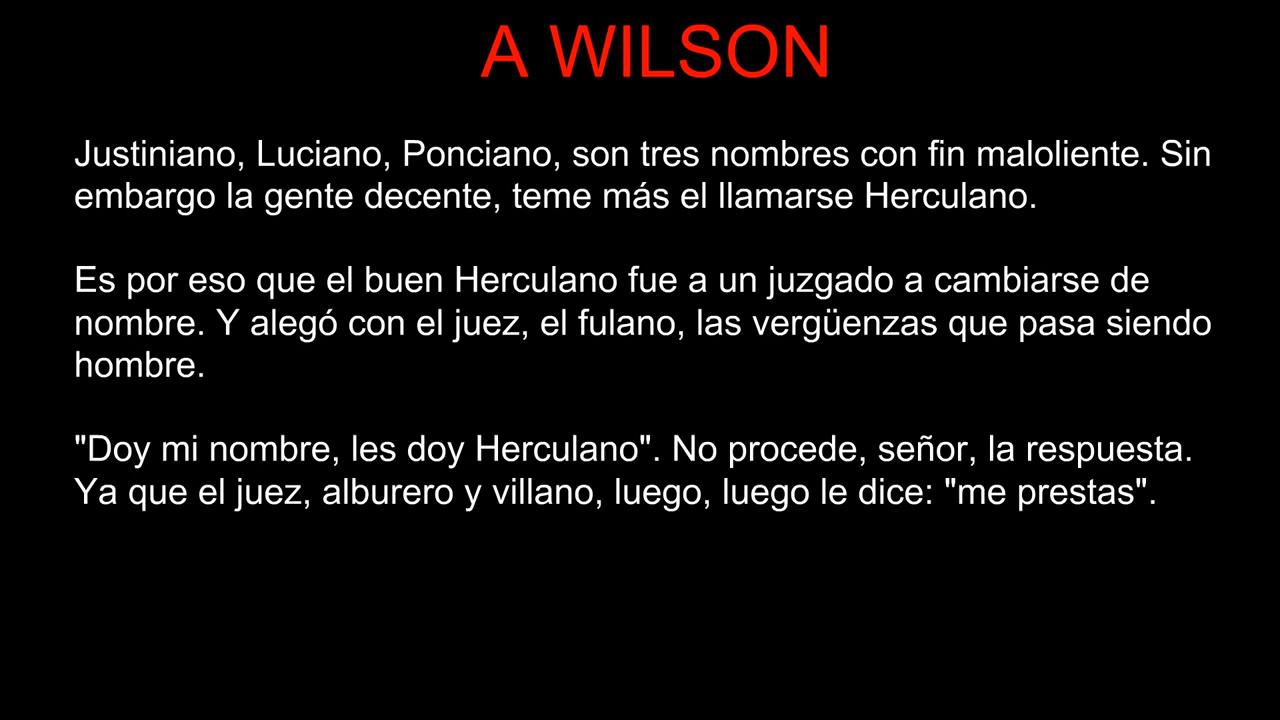 A WILSON
Justiniano, Luciano, Ponciano, son tres nombres con fin maloliente. Sin
embargo la gente decente, teme más el llamarse Herculano.
Es por eso que el buen Herculano fue a un juzgado a cambiarse de
nombre. Y alegó con el juez, el fulano, las vergüenzas que pasa siendo
hombre.
"Doy mi nombre, les doy Herculano". No procede, señor, la respuesta.
Ya que el juez, alburero y villano, luego, luego le dice: "me prestas".